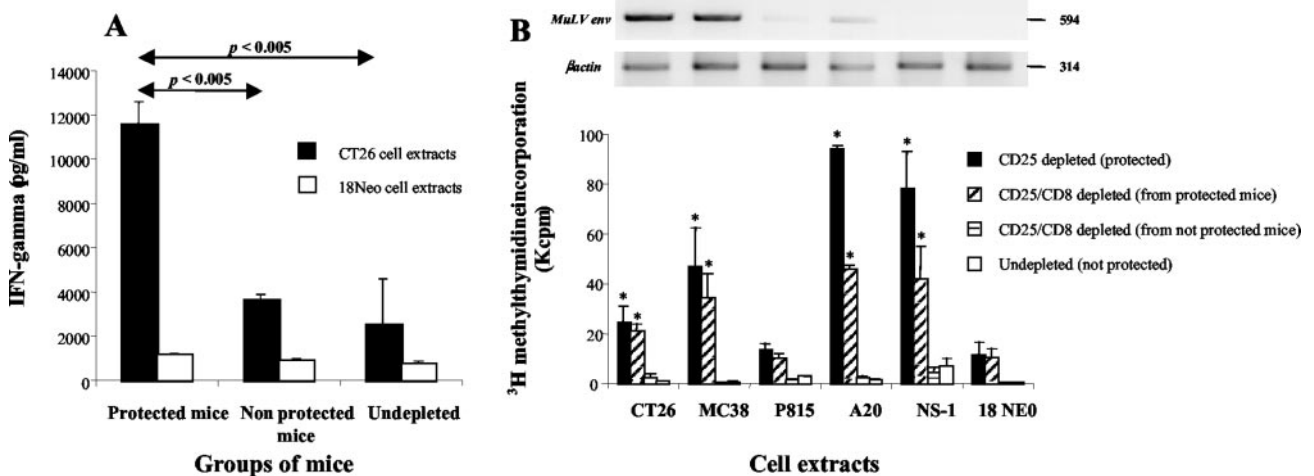 A
p < 0.005
p < 0.005
14000
12000
10000
8000
6000
4000
2000
0
IFN-gamma (pg/ml)
CT26 cell extracts
18Neo cell extracts
Protected mice Non protected mice Undepleted
Groups of mice
B
MuLV env
594
βactin
314
³H methylthymidineincorporation
(Kcpm)
100
80
60
40
20
0
* * * * * * * *
CD25 depleted (protected)
CD25/CD8 depleted (from protected mice)
CD25/CD8 depleted (from not protected mice)
Undepleted (not protected)
CT26 MC38 P815 A20 NS-1 18 NE0
Cell extracts